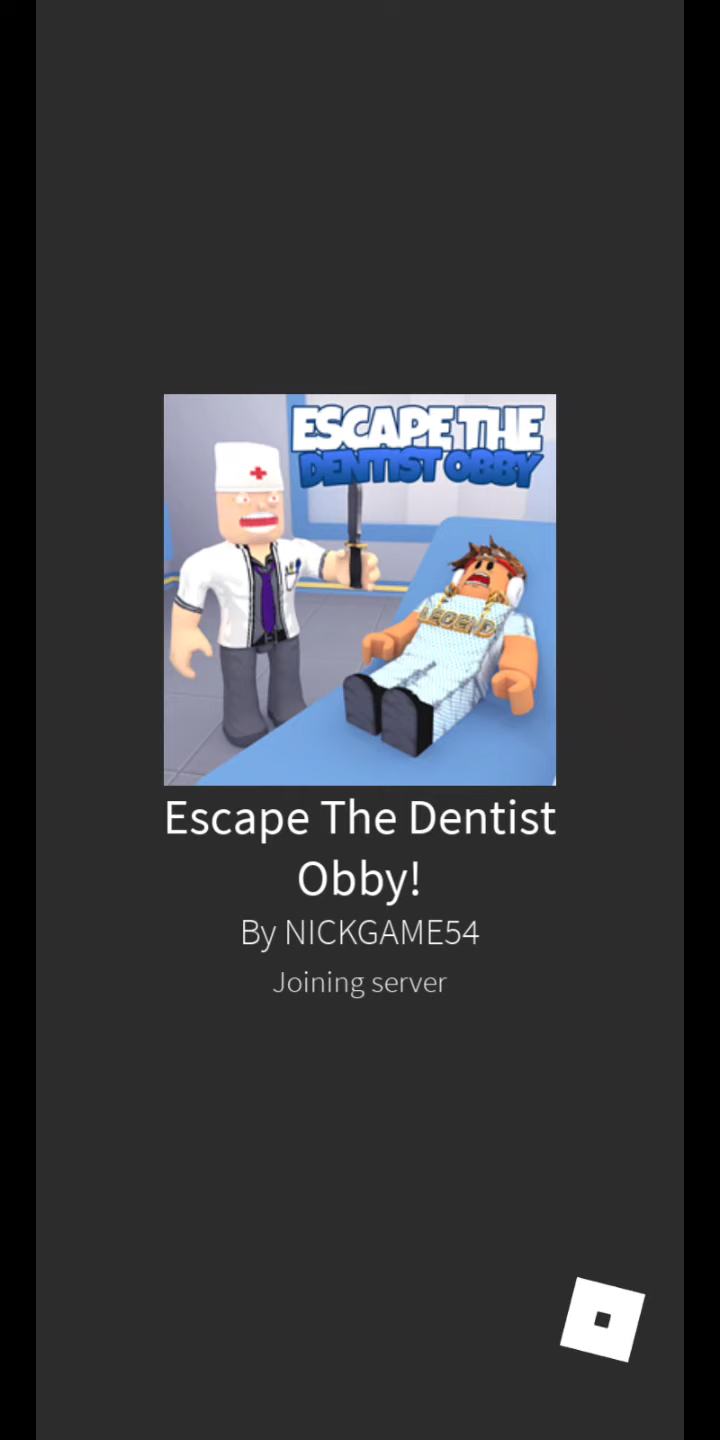 ESCAPE THE
DENTIST OBBY
LEGEND
Escape The Dentist
Obby!
By NICKGAME54
Joining server